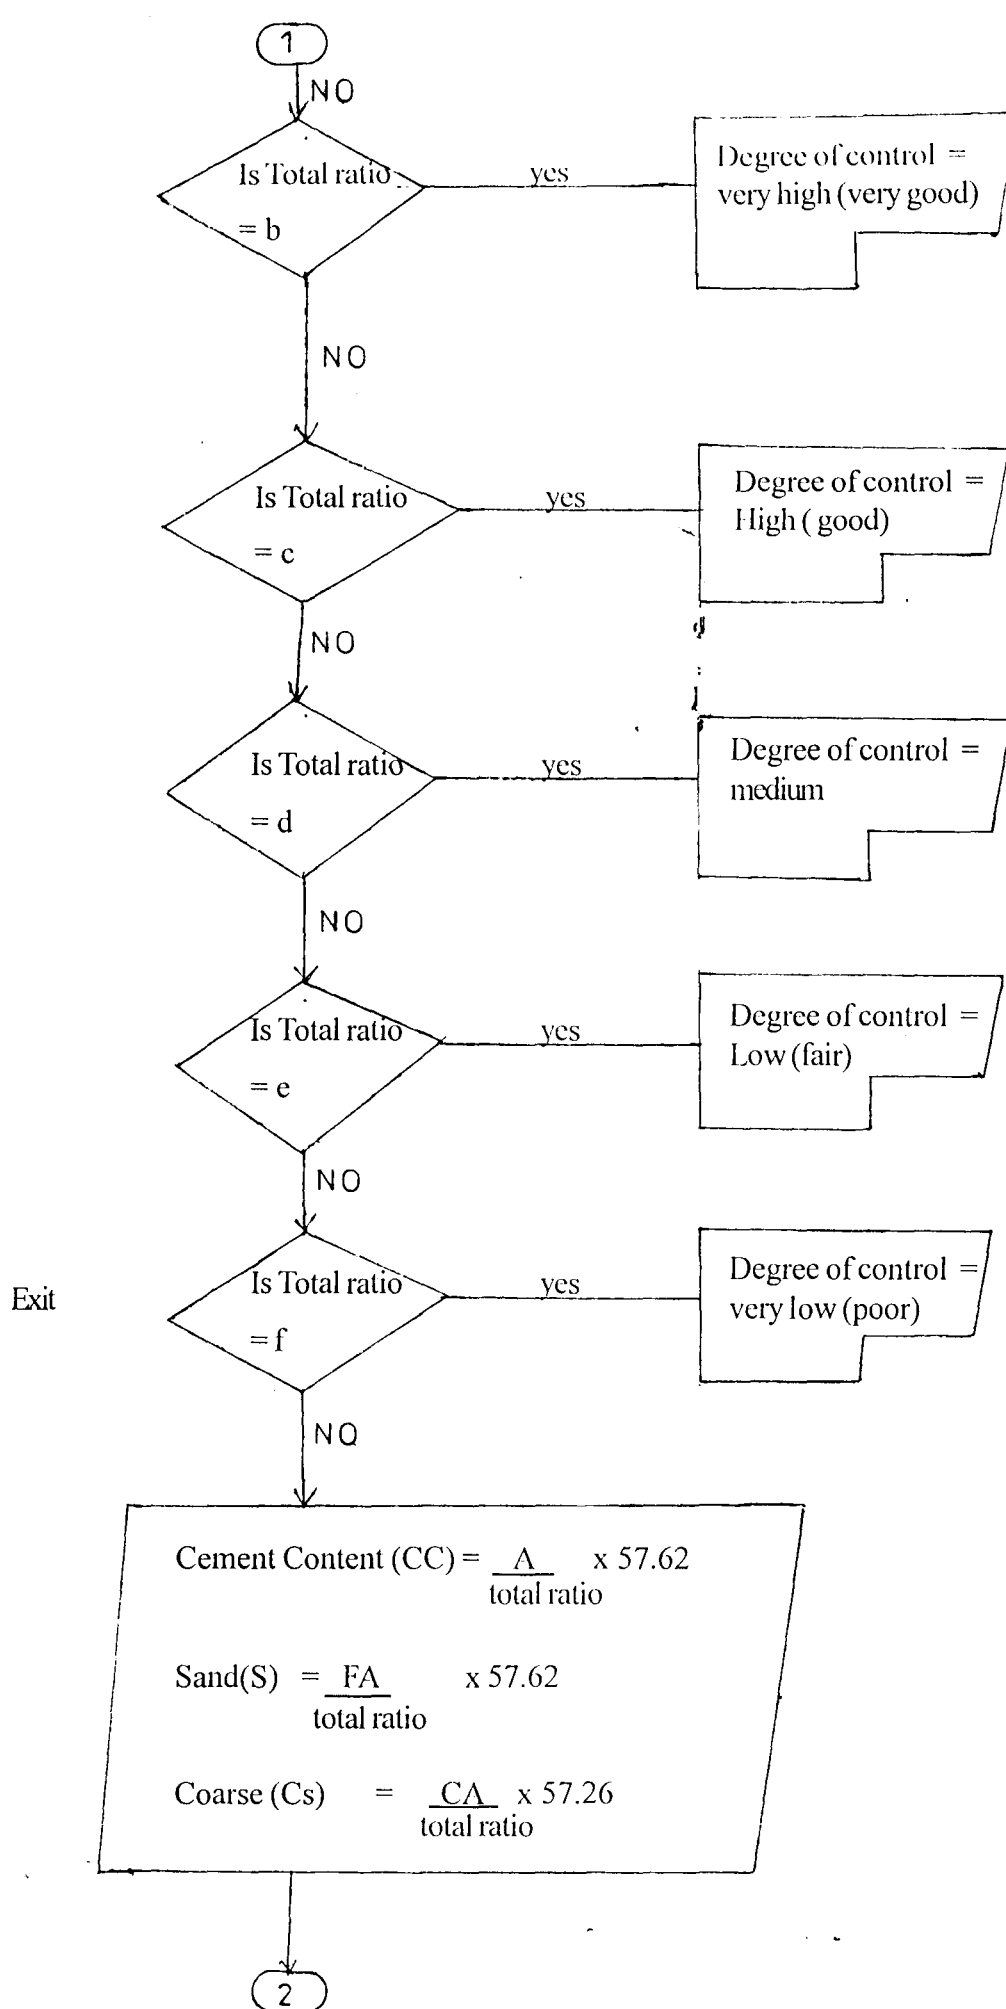 1
NO
Is Total ratio
= b
yes
Degree of control =
very high (very good)
NO
Is Total ratio
= c
yes
Degree of control =
High ( good)
NO
Is Total ratio
= d
yes
Degree of control =
medium
NO
Is Total ratio
= e
yes
Degree of control =
Low (fair)
NO
Exit
Is Total ratio
= f
yes
Degree of control =
very low (poor)
NO
Cement Content (CC) = A x 57.62
total ratio
Sand(S) = FA x 57.62
total ratio
Coarse (Cs) = CA x 57.26
total ratio
2